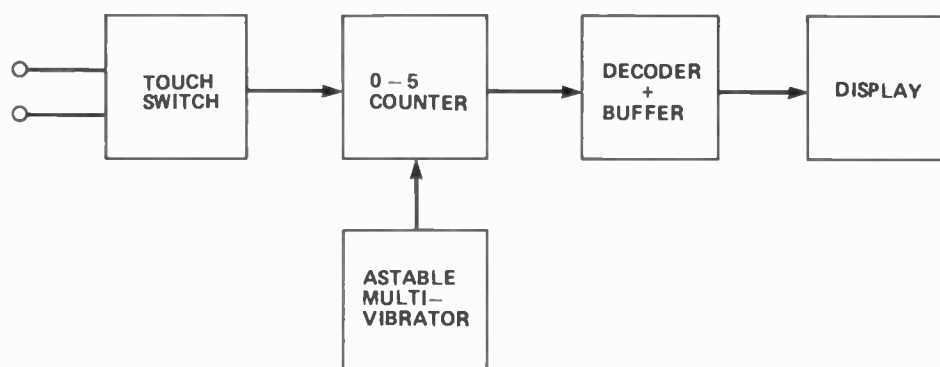 TOUCH
SWITCH
0 – 5
COUNTER
DECODER
+
BUFFER
DISPLAY
ASTABLE
MULTI–
VIBRATOR